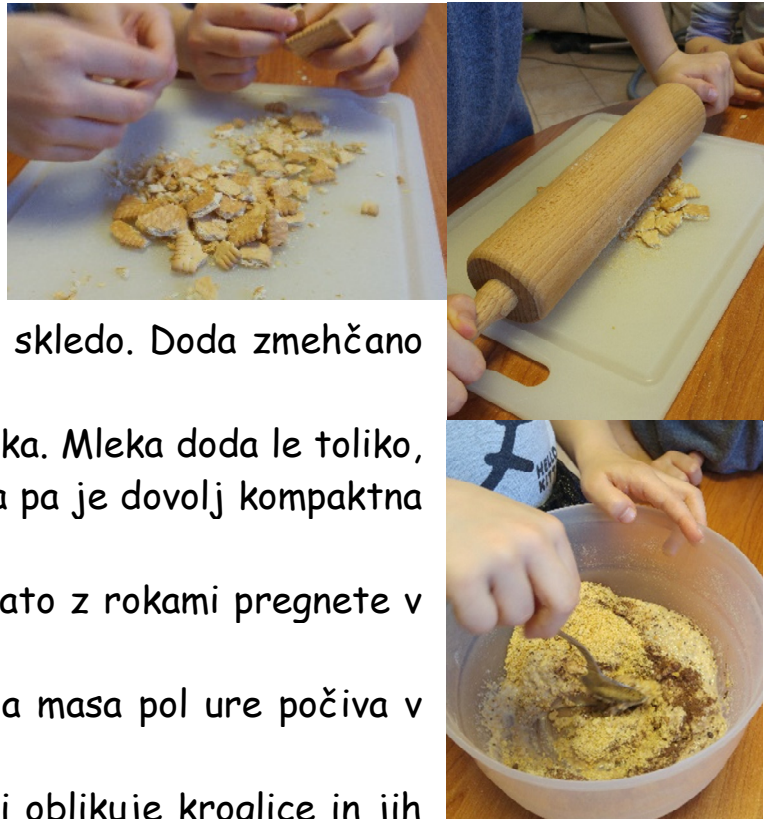 skledo. Doda zmehčano
ka. Mleka doda le toliko,
a pa je dovolj kompaktna
ato z rokami pregnete v
a masa pol ure počiva v
i oblikuje kroglice in jih
HELLO